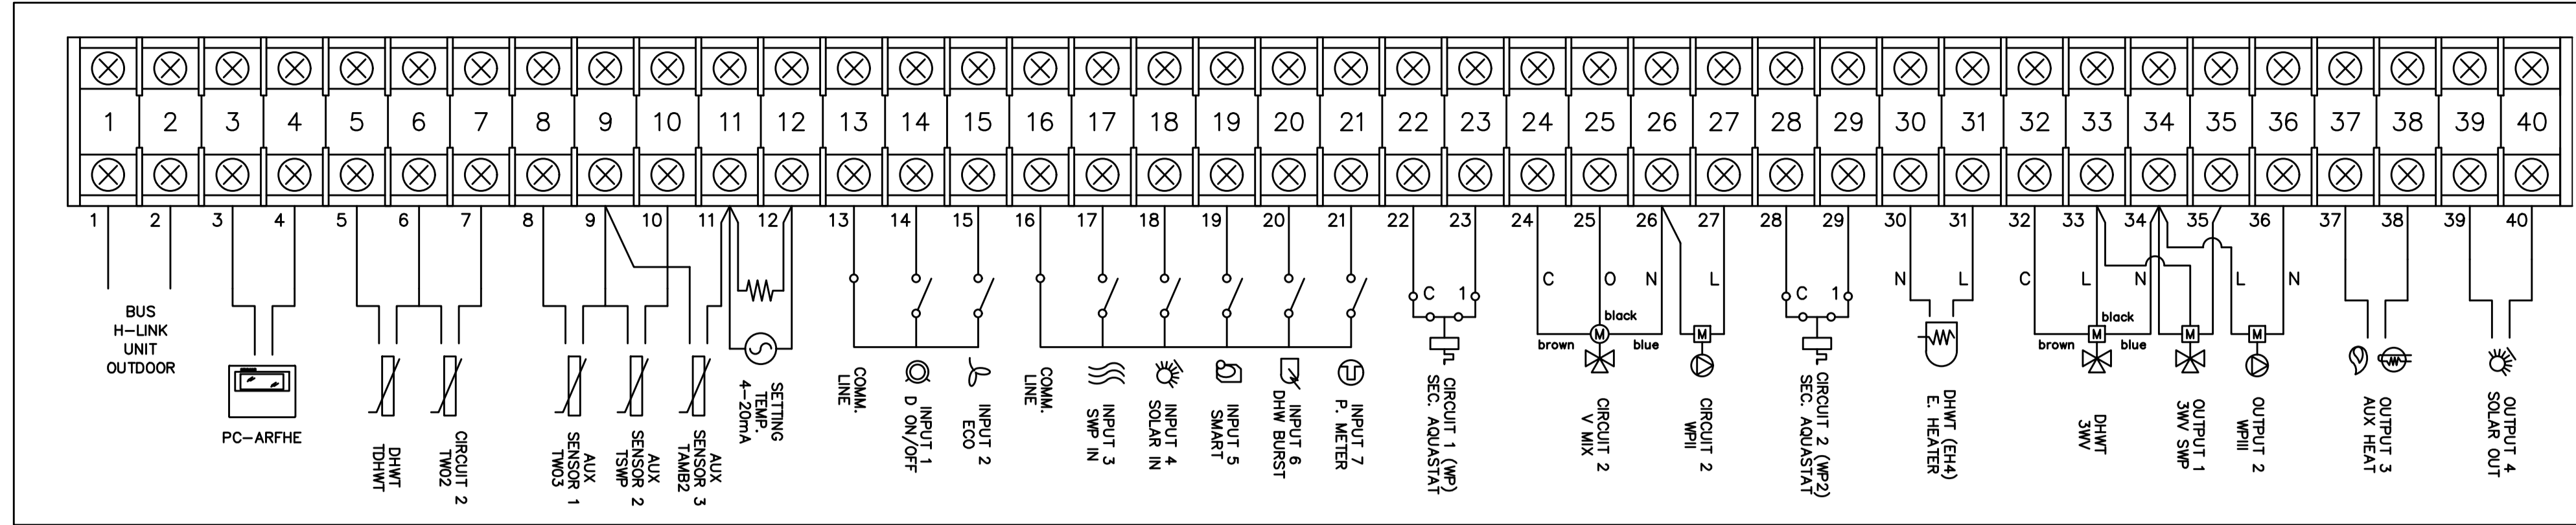 1 2 3 4 5 6 7 8 9 10 11 12 13 14 15 16 17 18 19 20 21 22 23 24 25 26 27 28 29 30 31 32 33 34 35 36 37 38 39 40
1 2 3 4 5 6 7 8 9 10 11 12 13 14 15 16 17 18 19 20 21 22 23 24 25 26 27 28 29 30 31 32 33 34 35 36 37 38 39 40
BUS
H-LINK
UNIT
OUTDOOR
PC-ARFHE
DHWT
TDHWT
CIRCUIT 2
TWO2
AUX
SENSOR 1
TWO3
AUX
SENSOR 2
TSWP
AUX
SENSOR 3
TAMB2
SETTING
TEMP.
4-20mA
COMM.
LINE
INPUT 1
D ON/OFF
INPUT 2
ECO
COMM.
LINE
INPUT 3
SWP IN
INPUT 4
SOLAR IN
INPUT 5
SMART
INPUT 6
DHW BURST
INPUT 7
P. METER
C 1
CIRCUIT 1 (WP)
SEC. AQUASTAT
C O N L
black
M M
brown blue
CIRCUIT 2
V MIX
CIRCUIT 2
WPII
C 1
CIRCUIT 2 (WP2)
SEC. AQUASTAT
N L
DHWT (EH4)
E. HEATER
C L N L N
black
M M M
brown blue
DHWT
3WV
OUTPUT 1
3WV SWP
OUTPUT 2
WPIII
OUTPUT 3
AUX HEAT
OUTPUT 4
SOLAR OUT